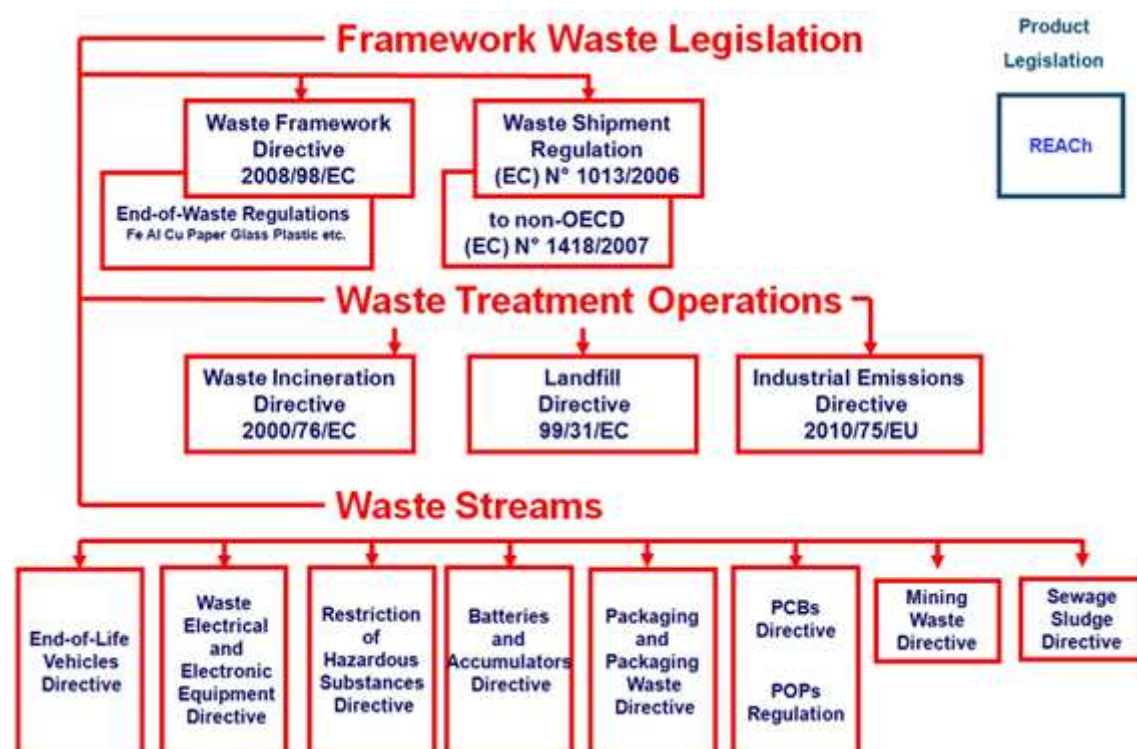 Framework Waste Legislation
Product
Legislation
REACh
Waste Framework
Directive
2008/98/EC
End-of-Waste Regulations
Fe Al Cu Paper Glass Plastic etc.
Waste Shipment
Regulation
(EC) N° 1013/2006
to non-OECD
(EC) N° 1418/2007
Waste Treatment Operations
Waste Incineration
Directive
2000/76/EC
Landfill
Directive
99/31/EC
Industrial Emissions
Directive
2010/75/EU
Waste Streams
End-of-Life
Vehicles
Directive
Waste
Electrical
and
Electronic
Equipment
Directive
Restriction
of
Hazardous
Substances
Directive
Batteries
and
Accumulators
Directive
Packaging
and
Packaging
Waste
Directive
PCBs
Directive
POPs
Regulation
Mining
Waste
Directive
Sewage
Sludge
Directive